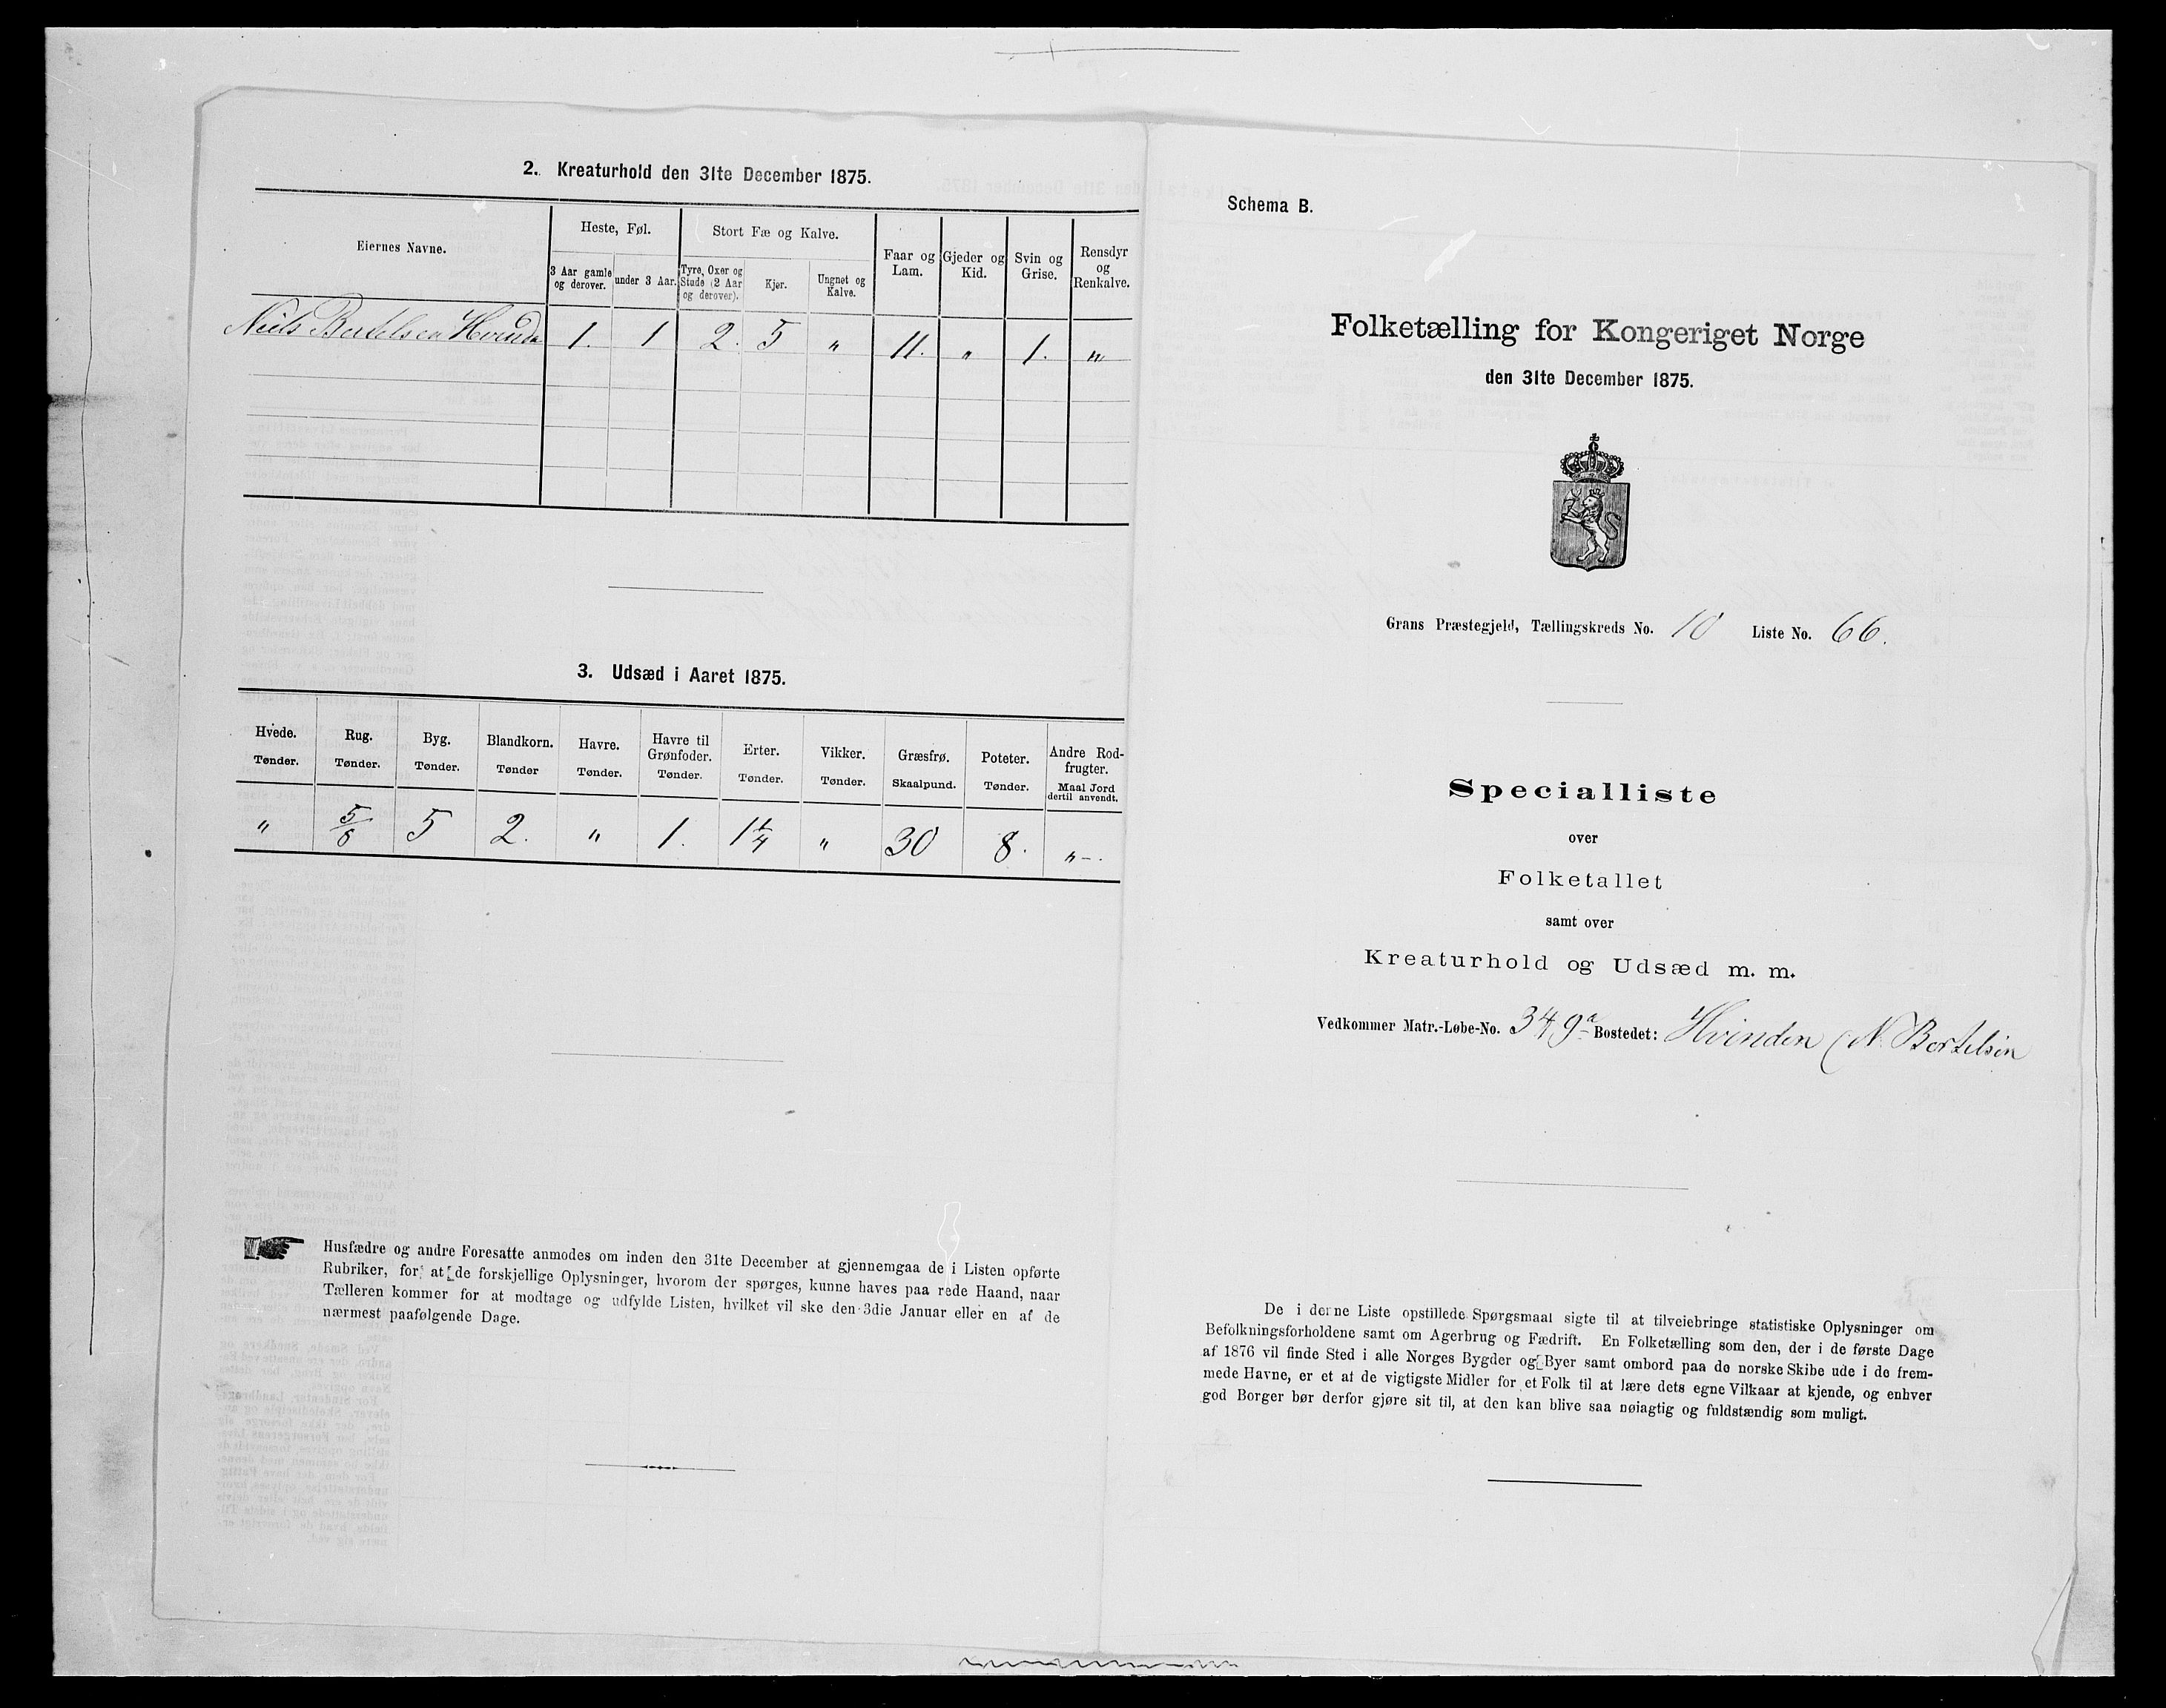 2. Kreaturhold den 31te December 1875.
Eiernes Navne.
Heste, Føl.
Stort Fæ og Kalve.
Faar og Lam.
Gjeder og Kid.
Svin og Grise.
Rensdyr og Renkalve.
3 Aar gamle og derover.
under 3 Aar.
Tyre, Oxer og Stude (2 Aar og derover).
Kjør.
Ungnøt og Kalve.
Niels Bertelsen Hvinden 1. 1 2. 5 " 11. " 1. "
3. Udsæd i Aaret 1875.
Hvede. Rug. Byg. Blandkorn. Havre. Havre til Grønfoder. Erter. Vikker. Græsfrø. Poteter. Andre Rodfrugter.
Tønder. Tønder. Tønder. Tønder Tønder. Tønder. Tønder. Tønder. Skaalpund. Tønder. Maal Jord dertil anvendt.
" 5/8 5 2. " 1. 1 1/4 " 30 8. "-.
Husfædre og andre Foresatte anmodes om inden den 31te December at gjennemgaa de i Listen opførte
Rubriker, for at de forskjellige Oplysninger, hvorom der spørges, kunne haves paa rede Haand, naar
Tælleren kommer for at modtage og udfylde Listen, hvilket vil ske den 3die Januar eller en af de
nærmest paafølgende Dage.
Schema B.
Folketælling for Kongeriget Norge
den 31te December 1875.
Grans Præstegjeld, Tællingskreds No. 10 Liste No. 66.
Specialliste
over
Folketallet
samt over
Kreaturhold og Udsæd m. m.
Vedkommer Matr.-Løbe-No. 349a Bostedet: Hvinden (N. Bertelsen
De i denne Liste opstillede Spørgsmaal sigte til at tilveiebringe statistiske Oplysninger om
Befolkningsforholdene samt om Agerbrug og Fædrift. En Folketælling som den, der i de første Dage
af 1876 vil finde Sted i alle Norges Bygder og Byer samt ombord paa de norske Skibe ude i de frem-
mede Havne, er et af de vigtigste Midler for et Folk til at lære dets egne Vilkaar at kjende, og enhver
god Borger bør derfor gjøre sit til, at den kan blive saa nøiagtig og fuldstændig som muligt.